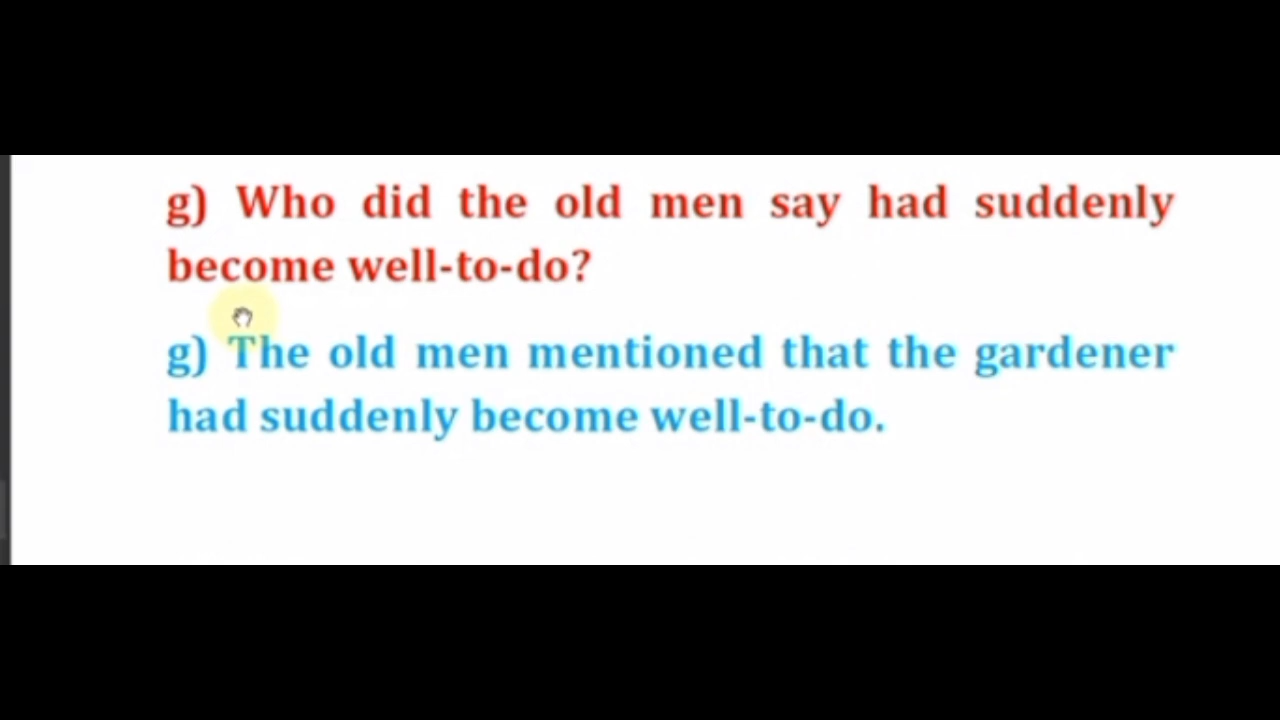 g) Who did the old men say had suddenly
become well-to-do?
g) The old men mentioned that the gardener
had suddenly become well-to-do.